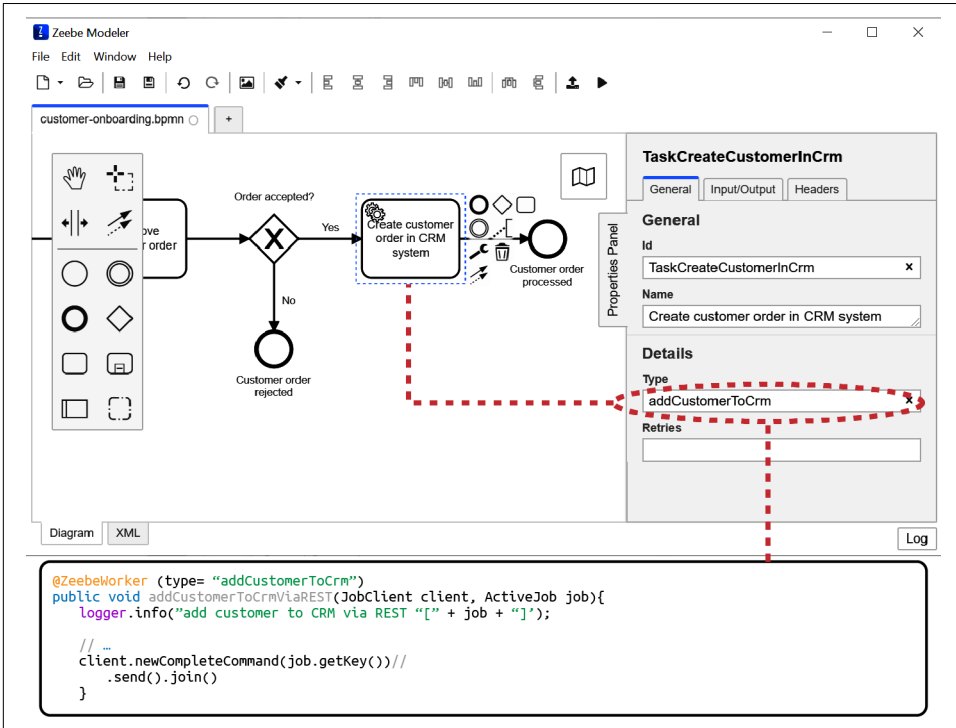 Zeebe Modeler
File Edit Window Help
customer-onboarding.bpmn
+
ove
r order
Order accepted?
Yes
No
Create customer
order in CRM
system
Customer order
processed
Customer order
rejected
Properties Panel
TaskCreateCustomerInCrm
General Input/Output Headers
General
Id
TaskCreateCustomerInCrm
Name
Create customer order in CRM system
Details
Type
addCustomerToCrm
Retries
Diagram XML
Log
@ZeebeWorker (type= “addCustomerToCrm”)
public void addCustomerToCrmViaREST(JobClient client, ActiveJob job){
logger.info(”add customer to CRM via REST “[” + job + “]’);
// …
client.newCompleteCommand(job.getKey())//
.send().join()
}